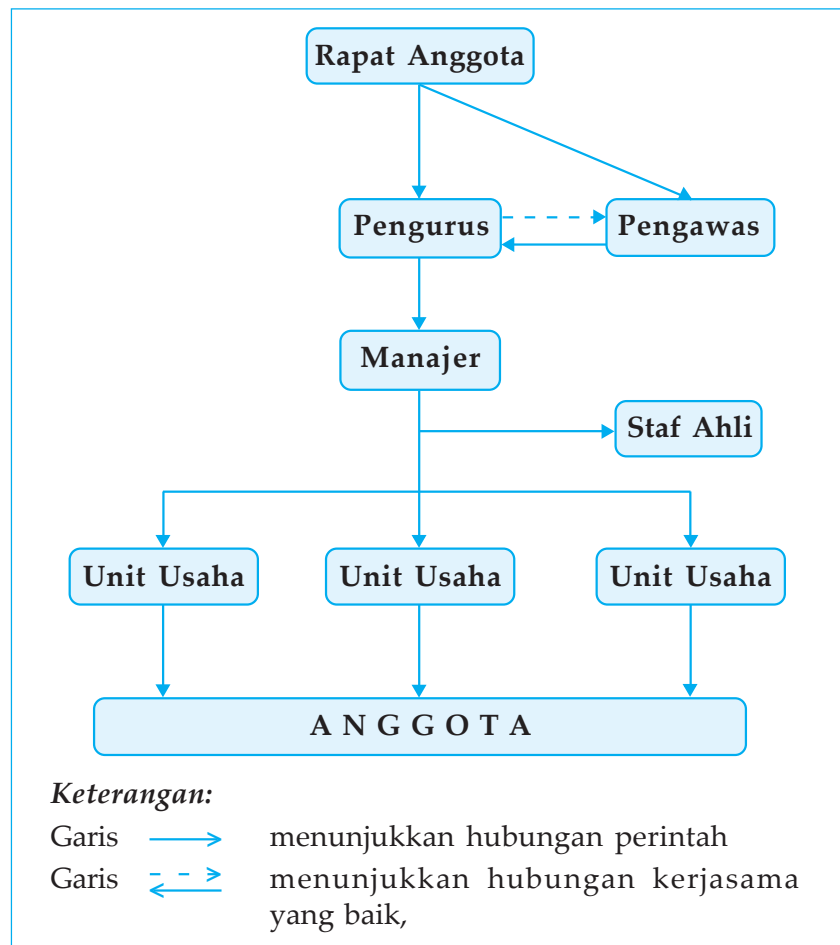 Rapat Anggota
Pengurus
Pengawas
Manajer
Staf Ahli
Unit Usaha
Unit Usaha
Unit Usaha
A N G G O T A
Keterangan:
Garis menunjukkan hubungan perintah
Garis menunjukkan hubungan kerjasama
yang baik,